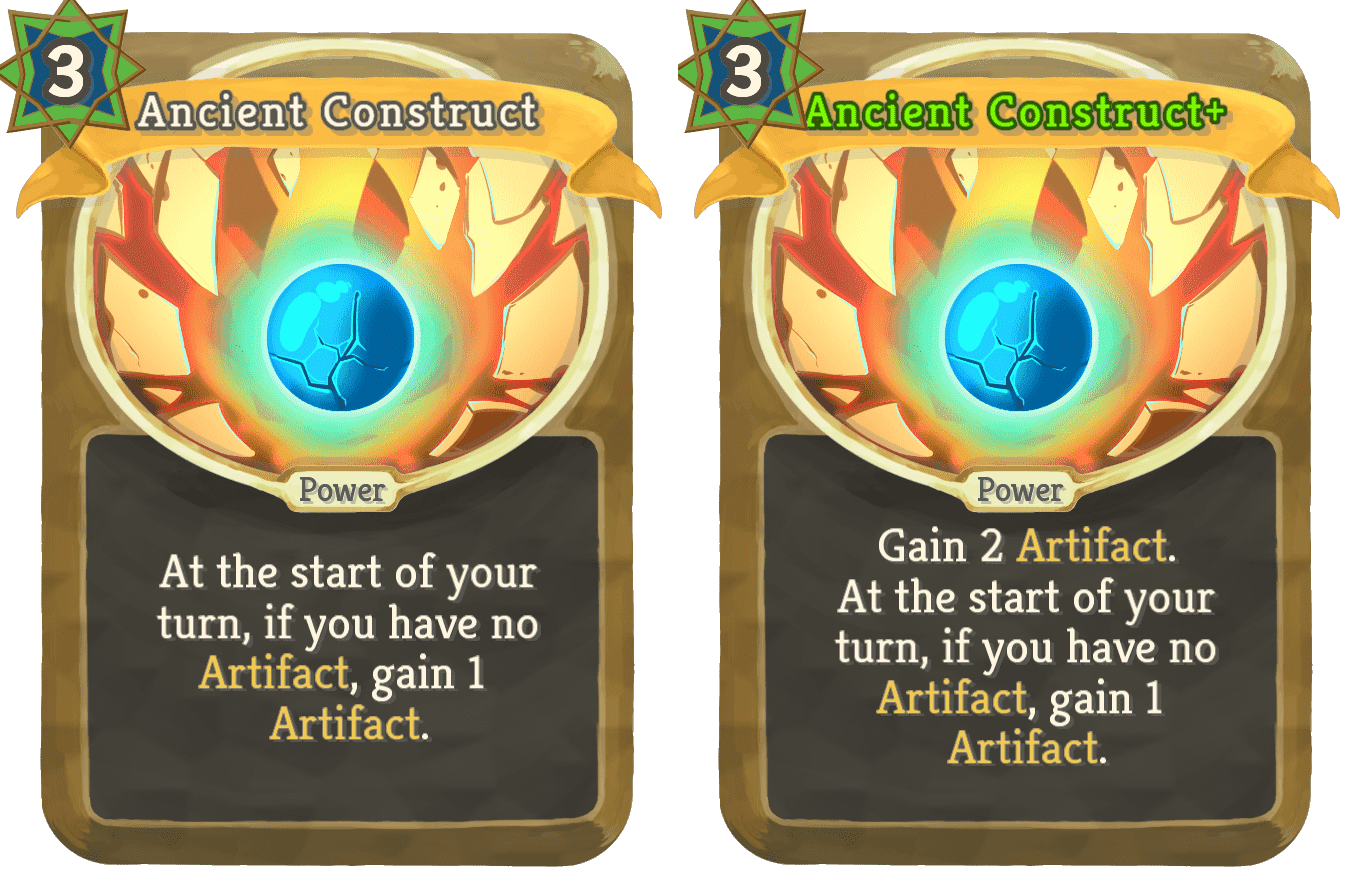 3
Ancient Construct
Power
At the start of your
turn, if you have no
Artifact, gain 1
Artifact.
3
Ancient Construct+
Power
Gain 2 Artifact.
At the start of your
turn, if you have no
Artifact, gain 1
Artifact.